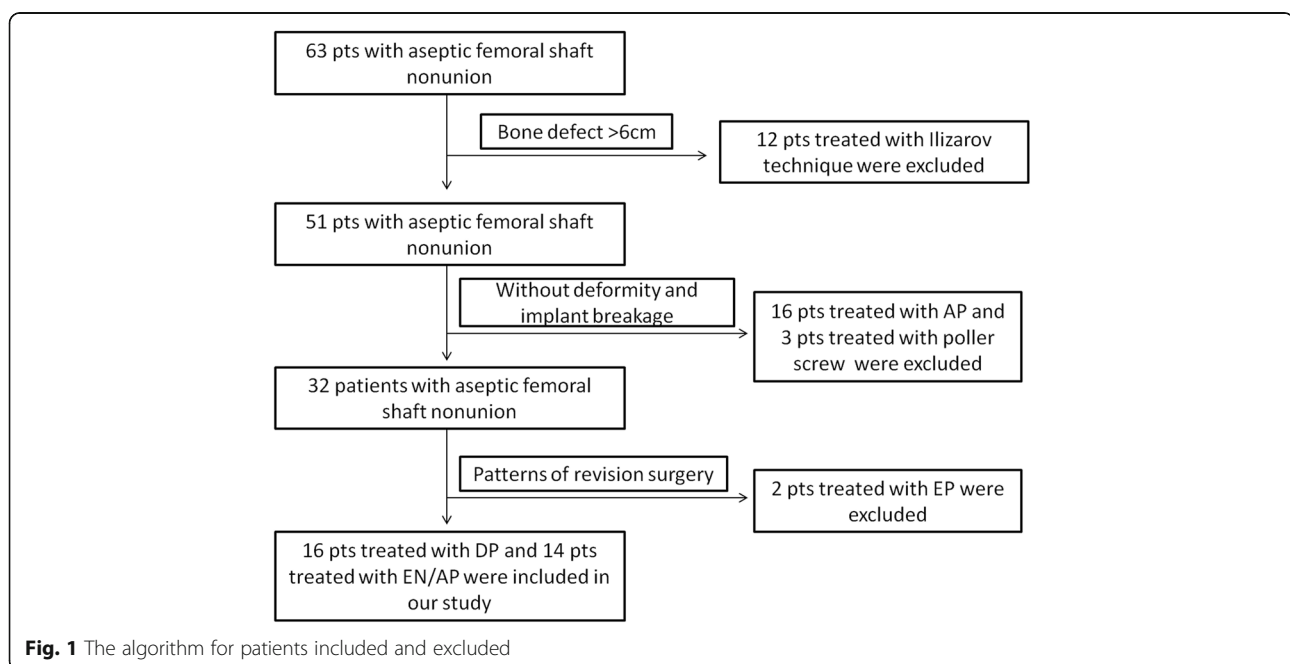 63 pts with aseptic femoral shaft
nonunion
Bone defect >6cm
12 pts treated with Ilizarov
technique were excluded
51 pts with aseptic femoral shaft
nonunion
Without deformity and
implant breakage
16 pts treated with AP and
3 pts treated with poller
screw were excluded
32 patients with aseptic femoral
shaft nonunion
Patterns of revision surgery
2 pts treated with EP were
excluded
16 pts treated with DP and 14 pts
treated with EN/AP were included in
our study
Fig. 1 The algorithm for patients included and excluded